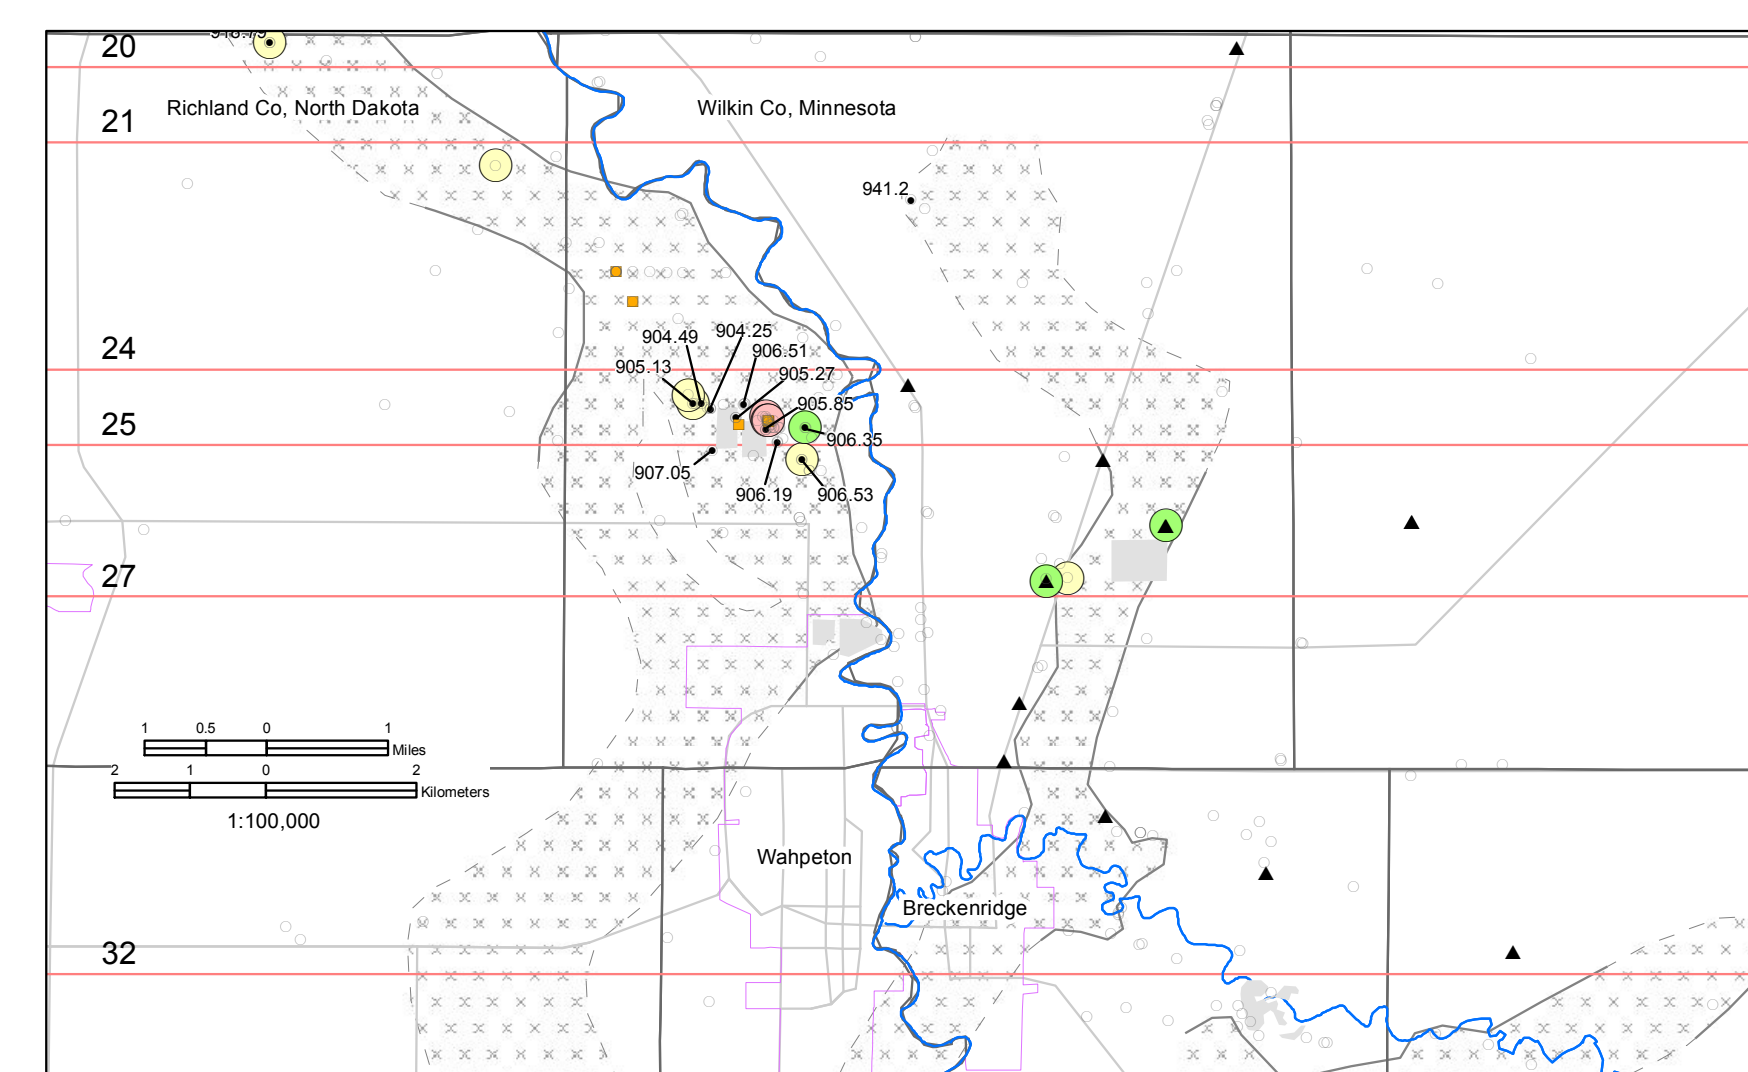 20
Richland Co, North Dakota
Wilkin Co, Minnesota
21
941.2
904.49
904.25
24
906.51
905.13
905.27
905.85
25
906.35
907.05
906.19
906.53
27
1 0.5 0 1
Miles
2 1 0 2
Kilometers
1:100,000
Wahpeton
Breckenridge
32